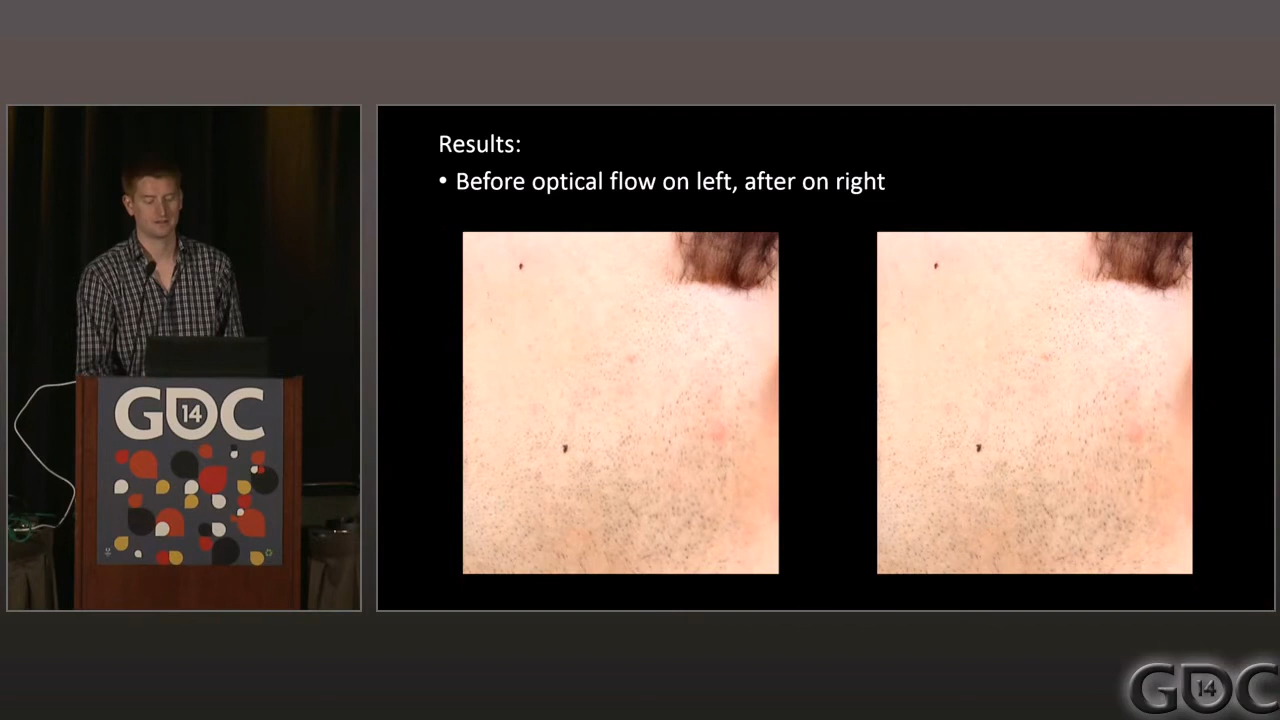 GDC
14
Results:
• Before optical flow on left, after on right
GDC
14